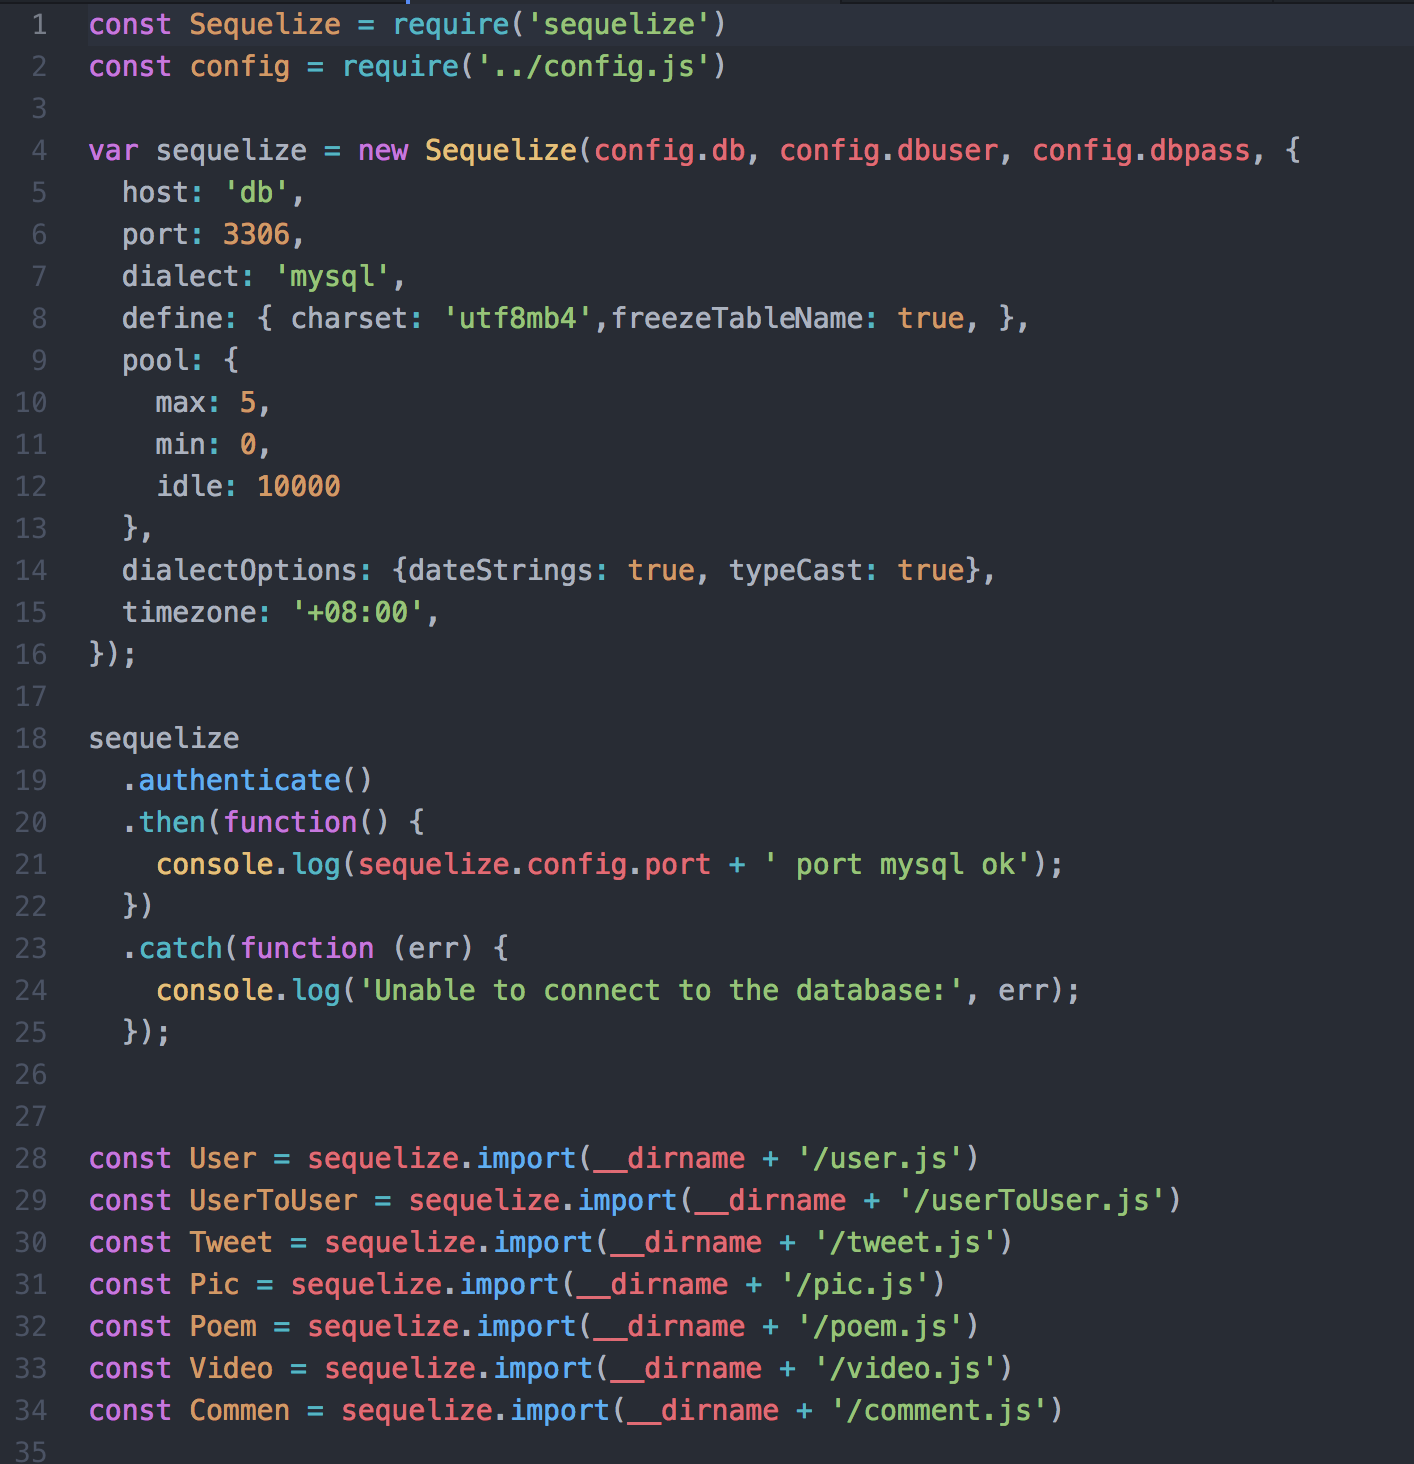 1 const Sequelize = require('sequelize')
2 const config = require('../config.js')
3
4 var sequelize = new Sequelize(config.db, config.dbuser, config.dbpass, {
5   host: 'db',
6   port: 3306,
7   dialect: 'mysql',
8   define: { charset: 'utf8mb4',freezeTableName: true, },
9   pool: {
10     max: 5,
11     min: 0,
12     idle: 10000
13   },
14   dialectOptions: {dateStrings: true, typeCast: true},
15   timezone: '+08:00',
16 });
17
18 sequelize
19   .authenticate()
20   .then(function() {
21     console.log(sequelize.config.port + ' port mysql ok');
22   })
23   .catch(function (err) {
24     console.log('Unable to connect to the database:', err);
25   });
26
27
28 const User = sequelize.import(__dirname + '/user.js')
29 const UserToUser = sequelize.import(__dirname + '/userToUser.js')
30 const Tweet = sequelize.import(__dirname + '/tweet.js')
31 const Pic = sequelize.import(__dirname + '/pic.js')
32 const Poem = sequelize.import(__dirname + '/poem.js')
33 const Video = sequelize.import(__dirname + '/video.js')
34 const Commen = sequelize.import(__dirname + '/comment.js')
35